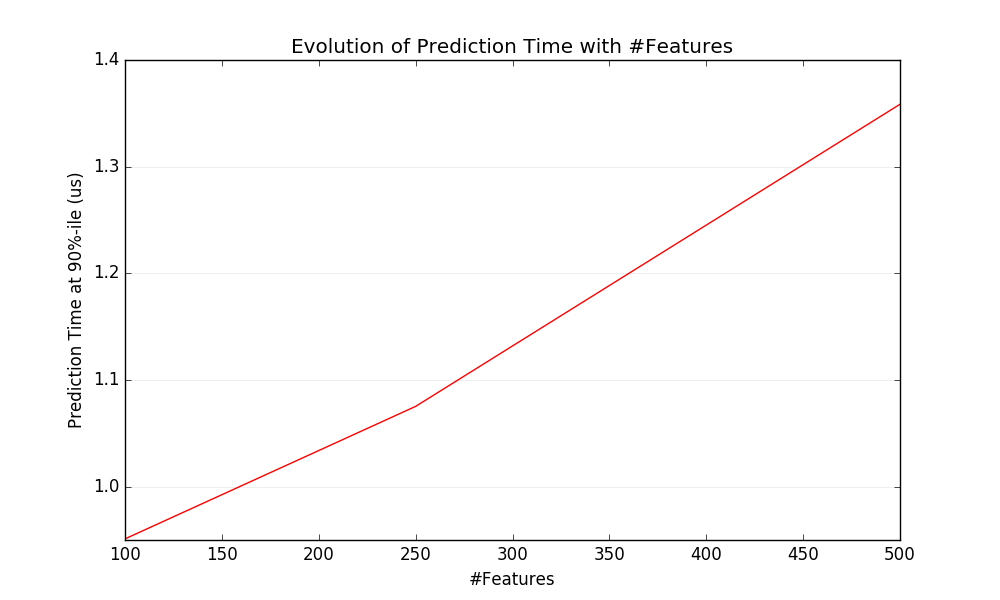 Evolution of Prediction Time with #Features
1.4
1.3
1.2
1.1
1.0
Prediction Time at 90%-ile (us)
100 150 200 250 300 350 400 450 500
#Features